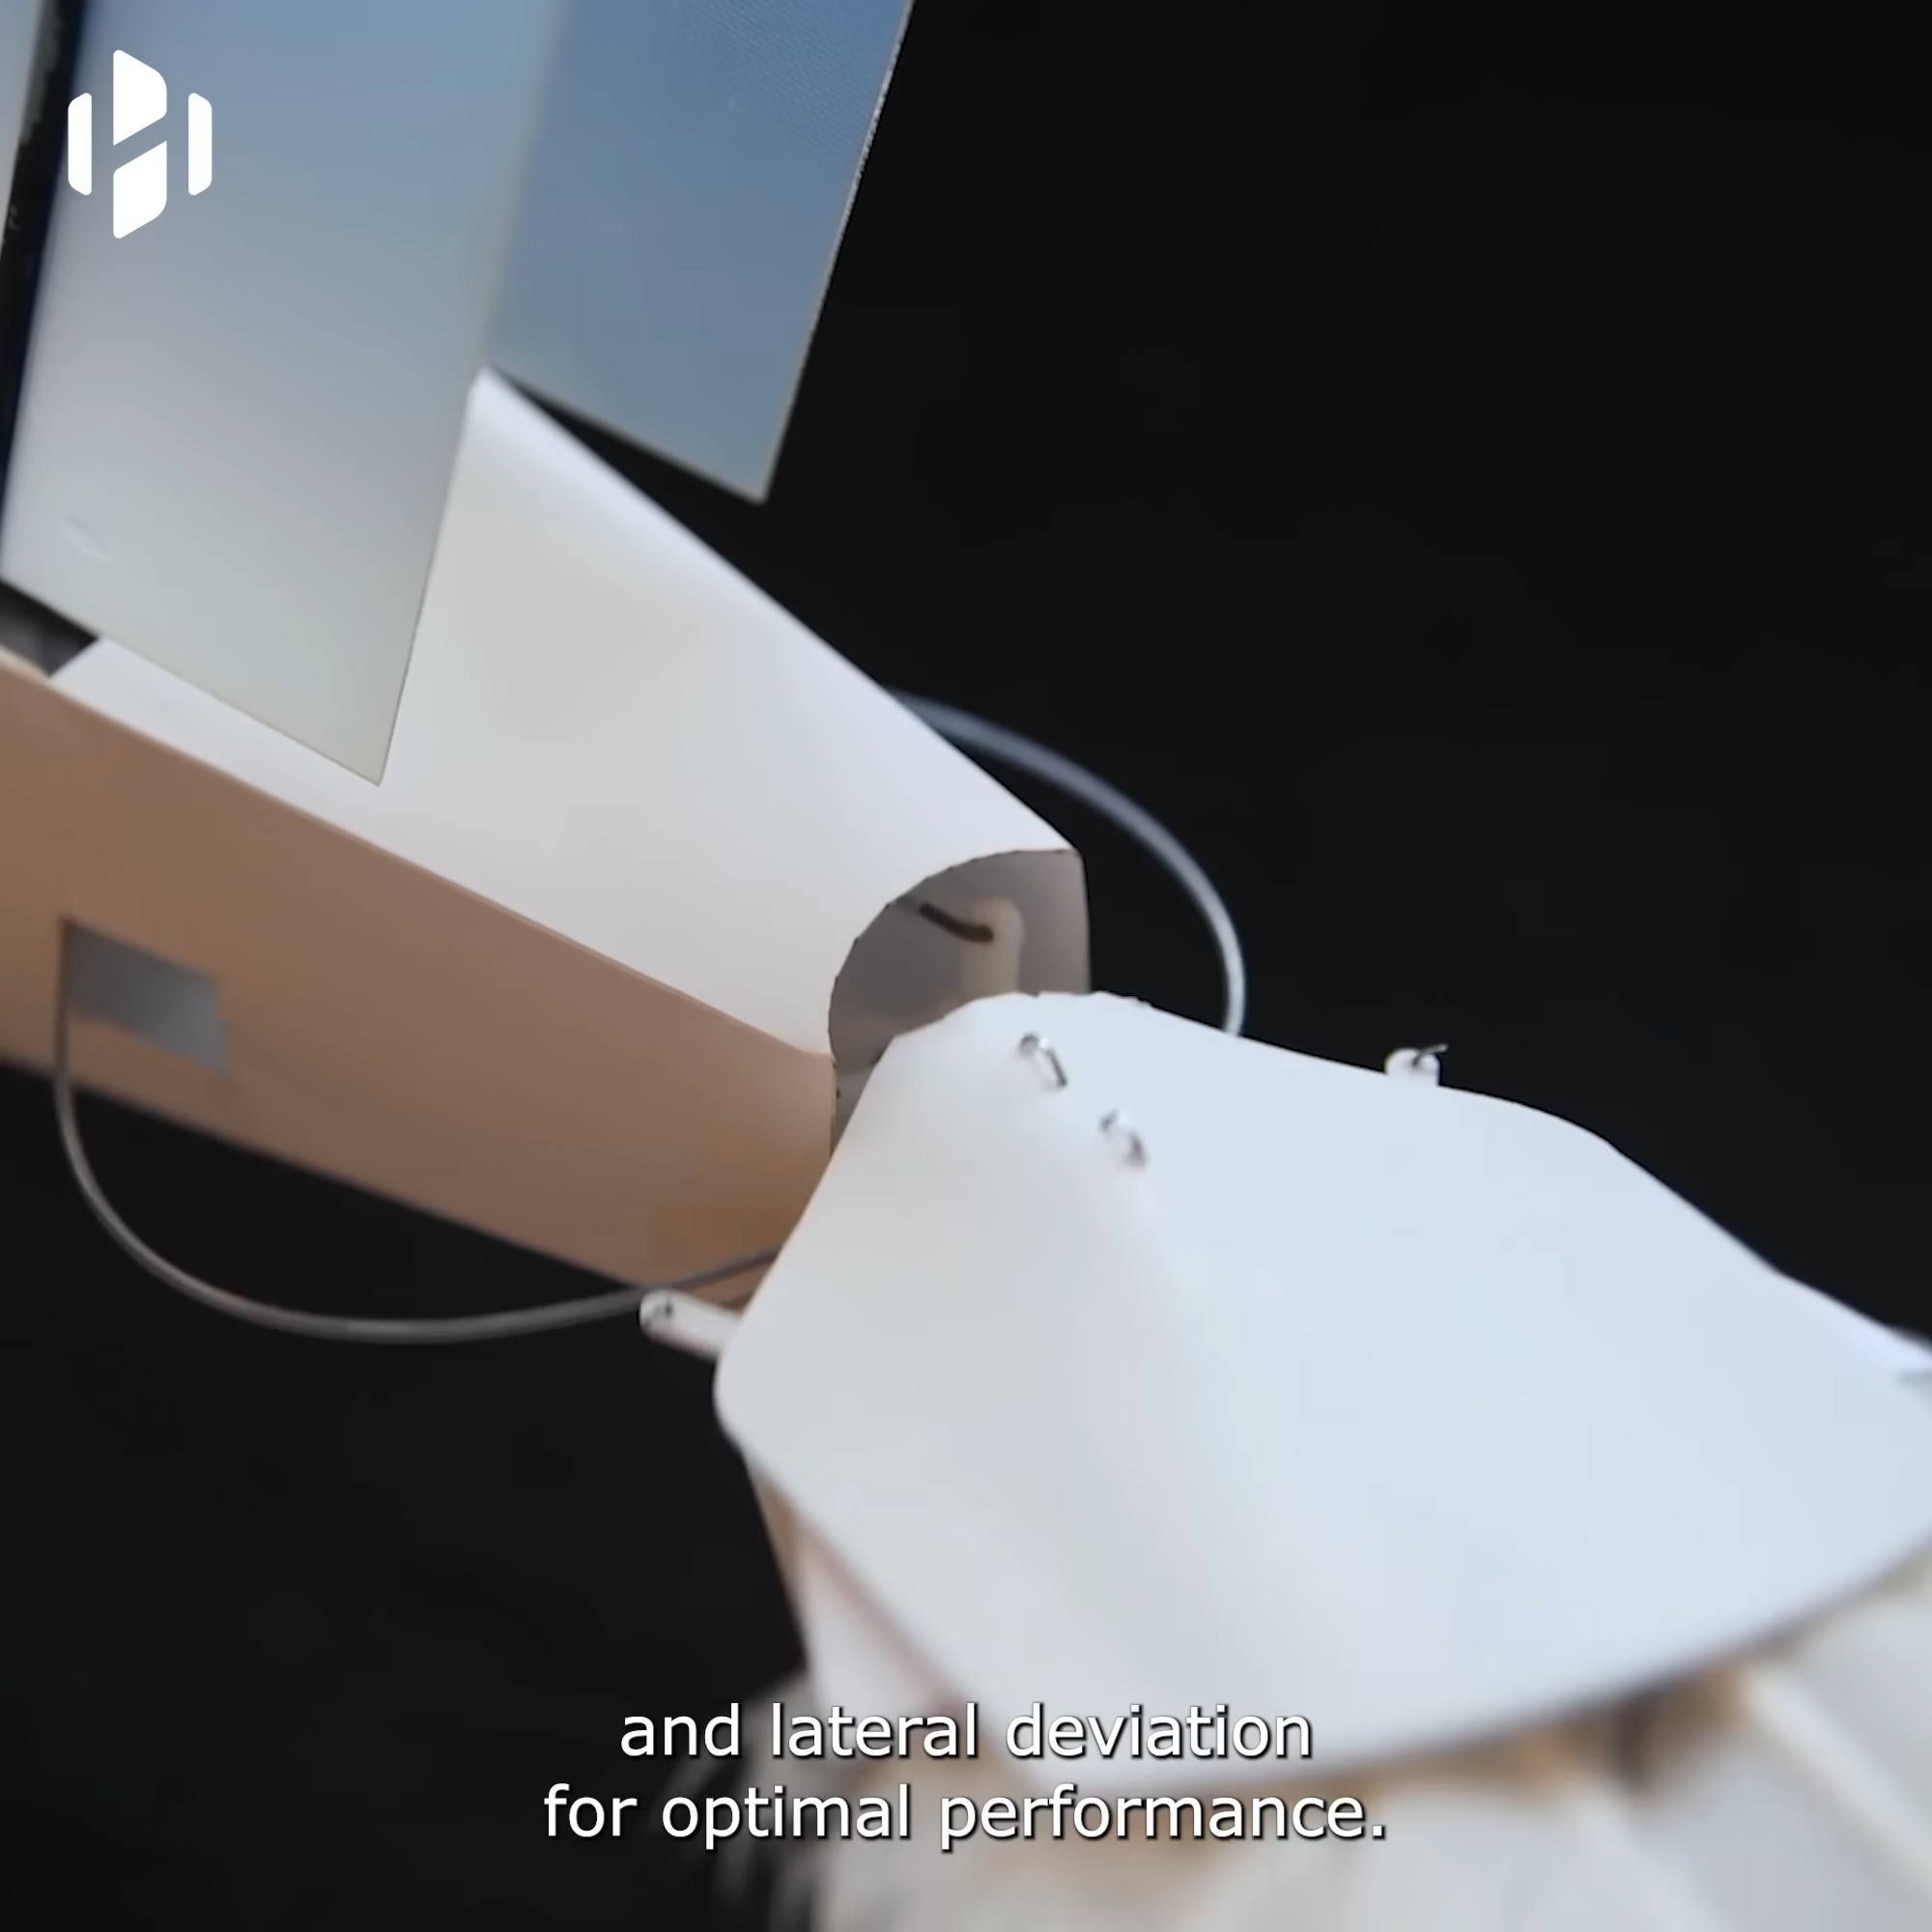 and lateral deviation
for optimal performance.